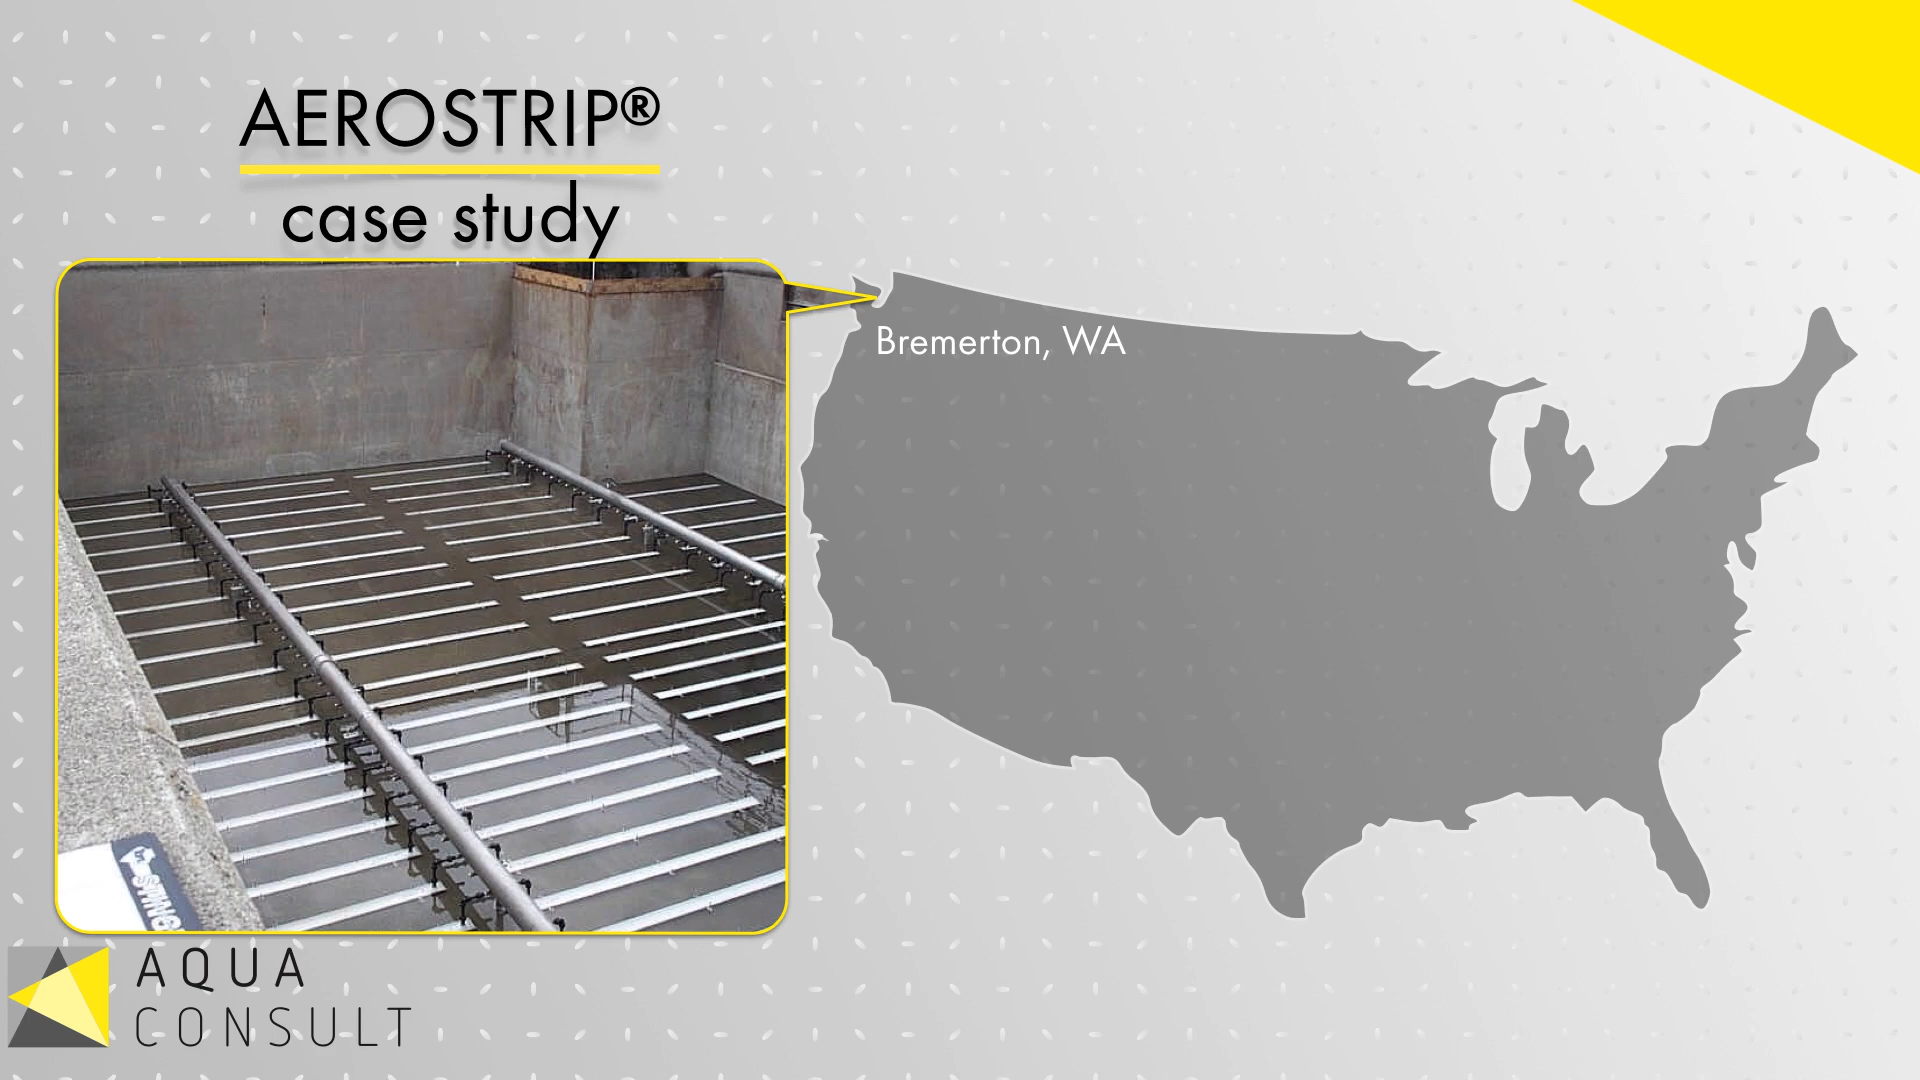 AEROSTRIP®
case study
Bremerton, WA
AQUA
CONSULT